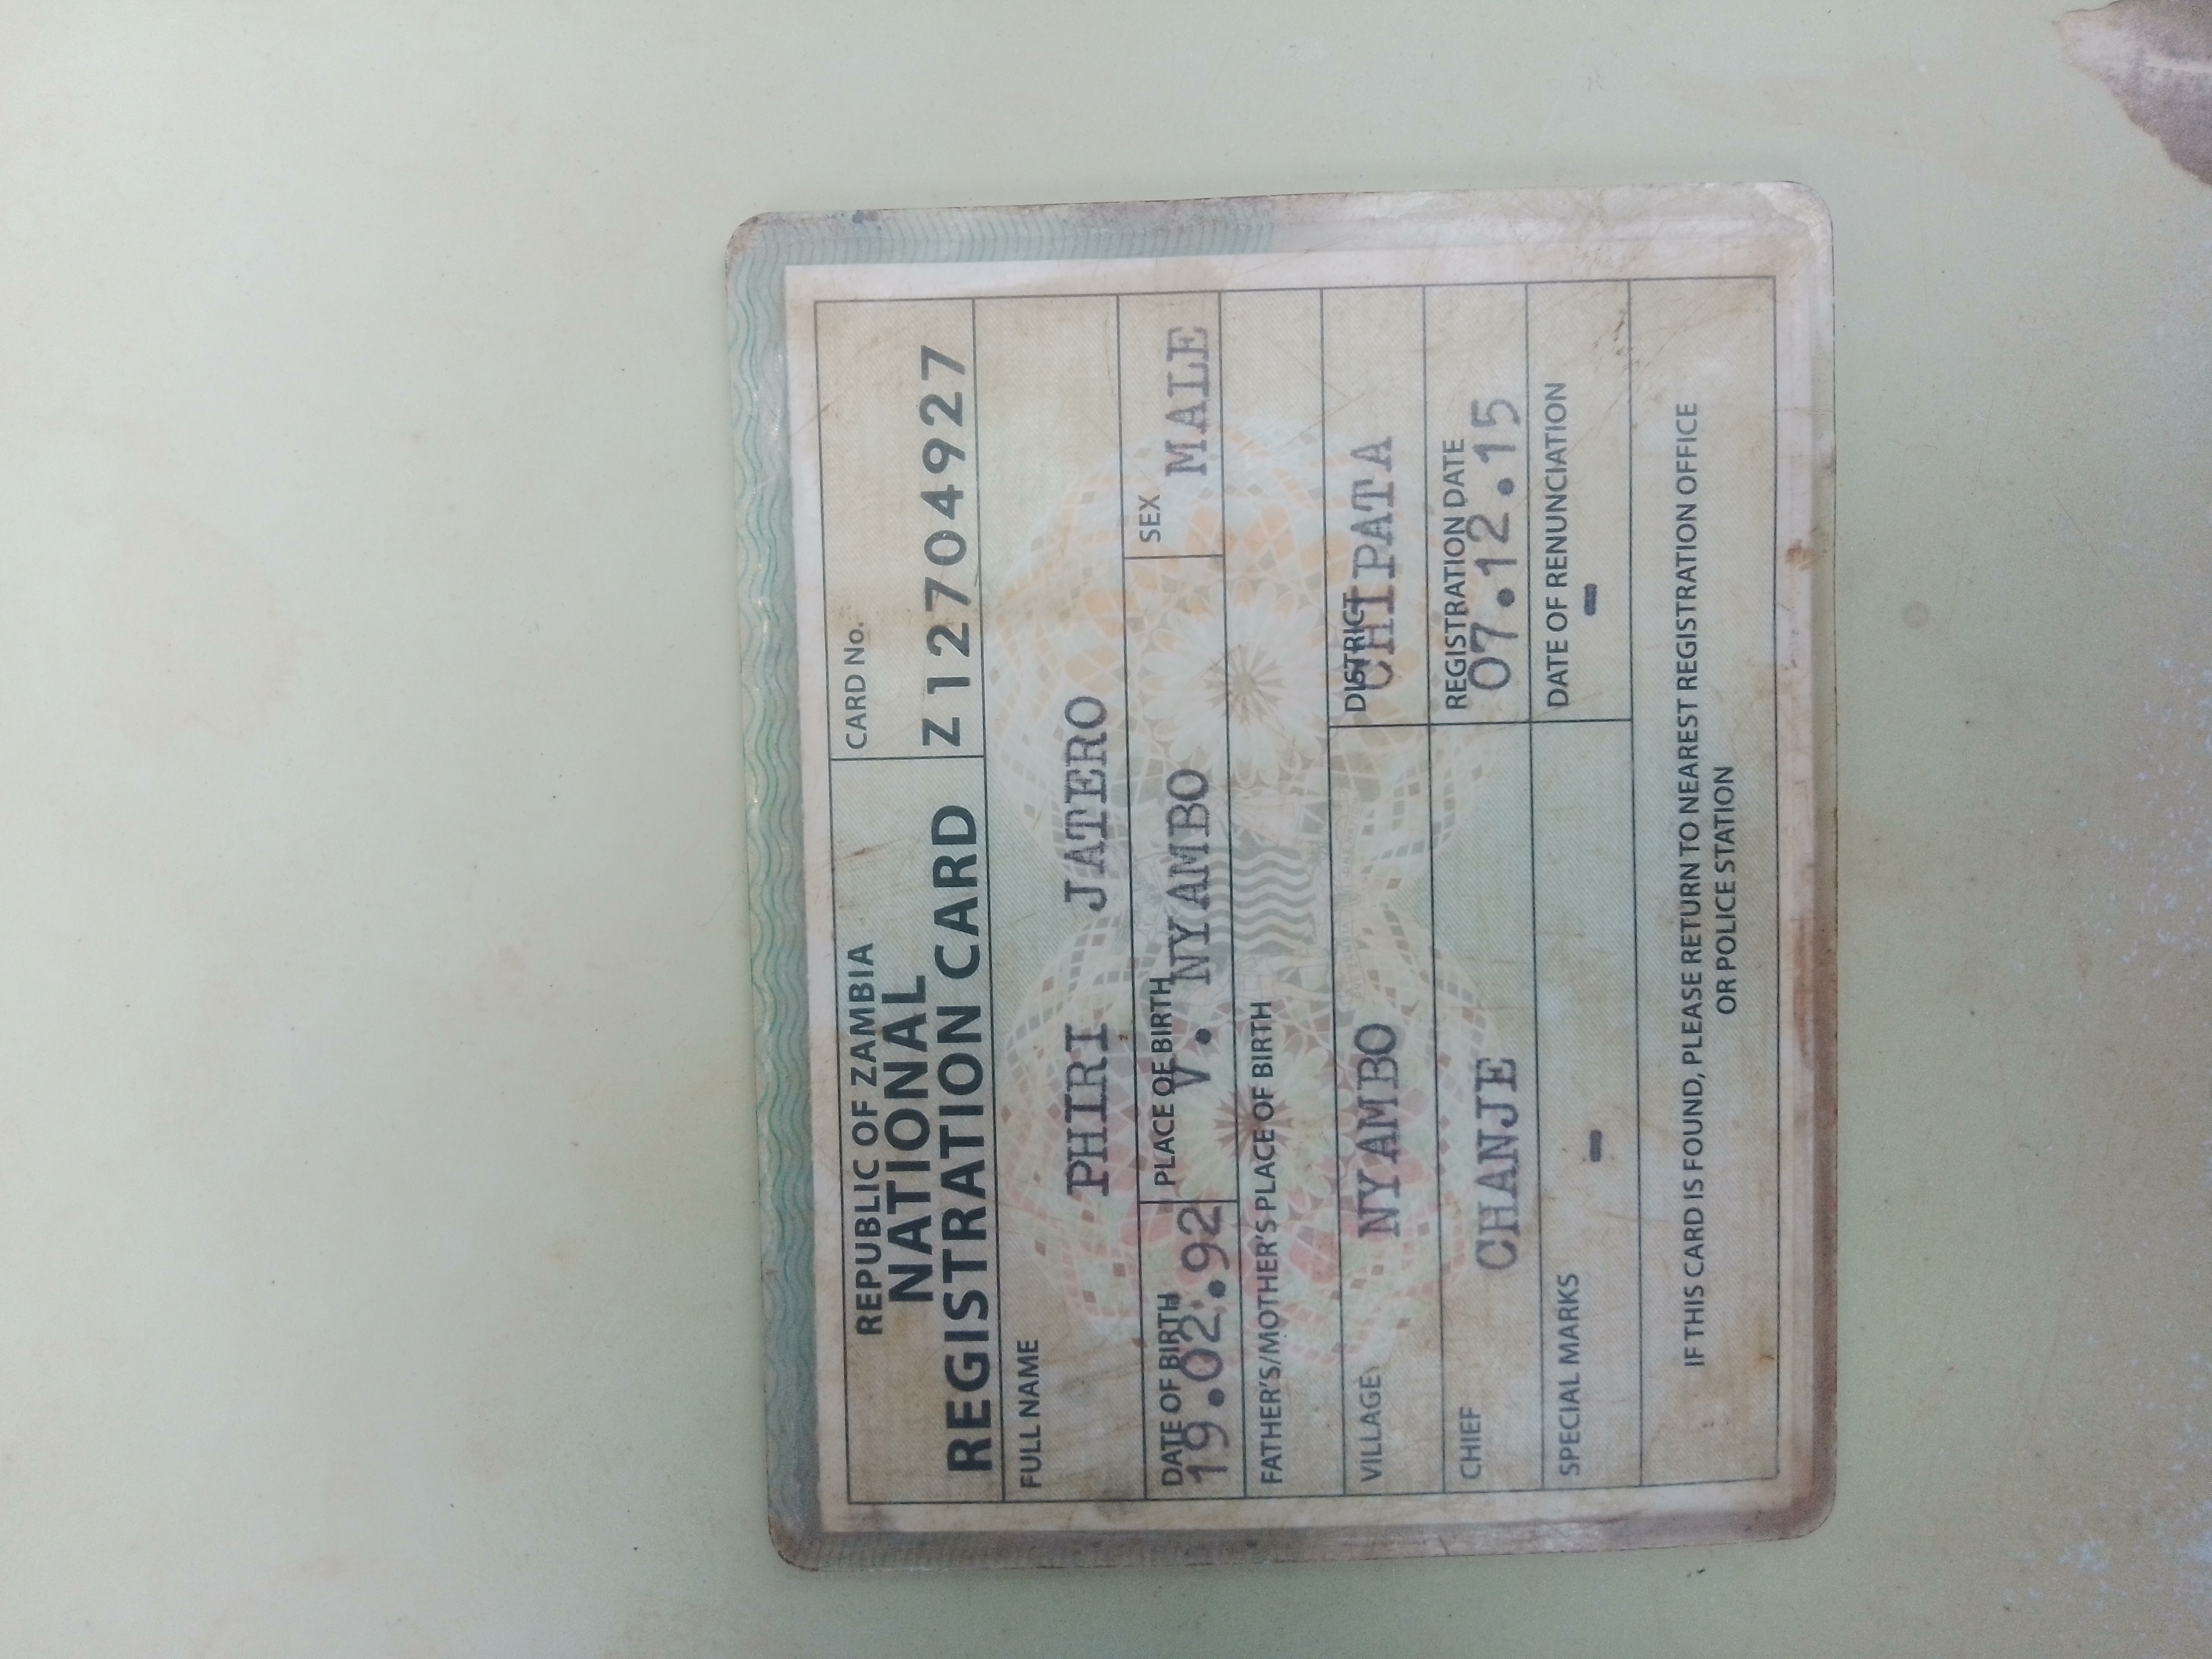 REPUBLIC OF ZAMBIA
NATIONAL
REGISTRATION CARD
CARD No.
Z 12704927
FULL NAME
PHIRI JATERO
DATE OF BIRTH
19.02.92
PLACE OF BIRTH
V. NYAMBO
SEX
MALE
FATHER'S/MOTHER'S PLACE OF BIRTH
VILLAGE
NYAMBO
DISTRICT
CHIPATA
CHIEF
CHANJE
REGISTRATION DATE
07.12.15
SPECIAL MARKS
-
DATE OF RENUNCIATION
-
IF THIS CARD IS FOUND, PLEASE RETURN TO NEAREST REGISTRATION OFFICE
OR POLICE STATION